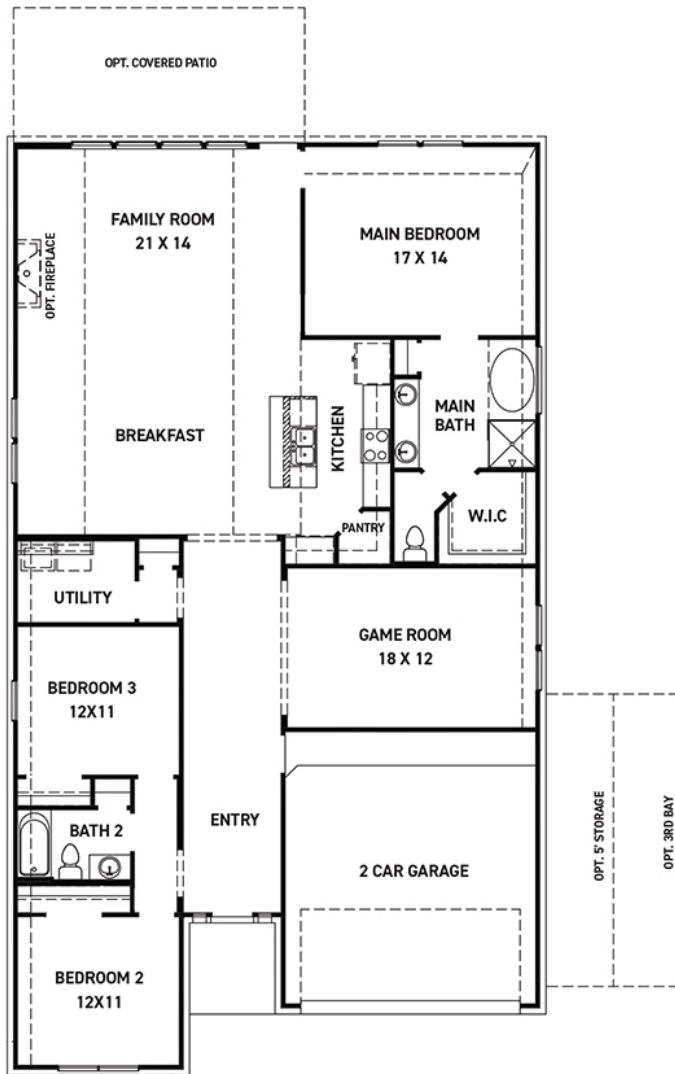 OPT. COVERED PATIO
FAMILY ROOM
21 X 14
MAIN BEDROOM
17 X 14
OPT. FIREPLACE
BREAKFAST
KITCHEN
MAIN
BATH
PANTRY
W.I.C
UTILITY
GAME ROOM
18 X 12
BEDROOM 3
12X11
BATH 2
ENTRY
2 CAR GARAGE
OPT. 5' STORAGE
OPT. 3RD BAY
BEDROOM 2
12X11